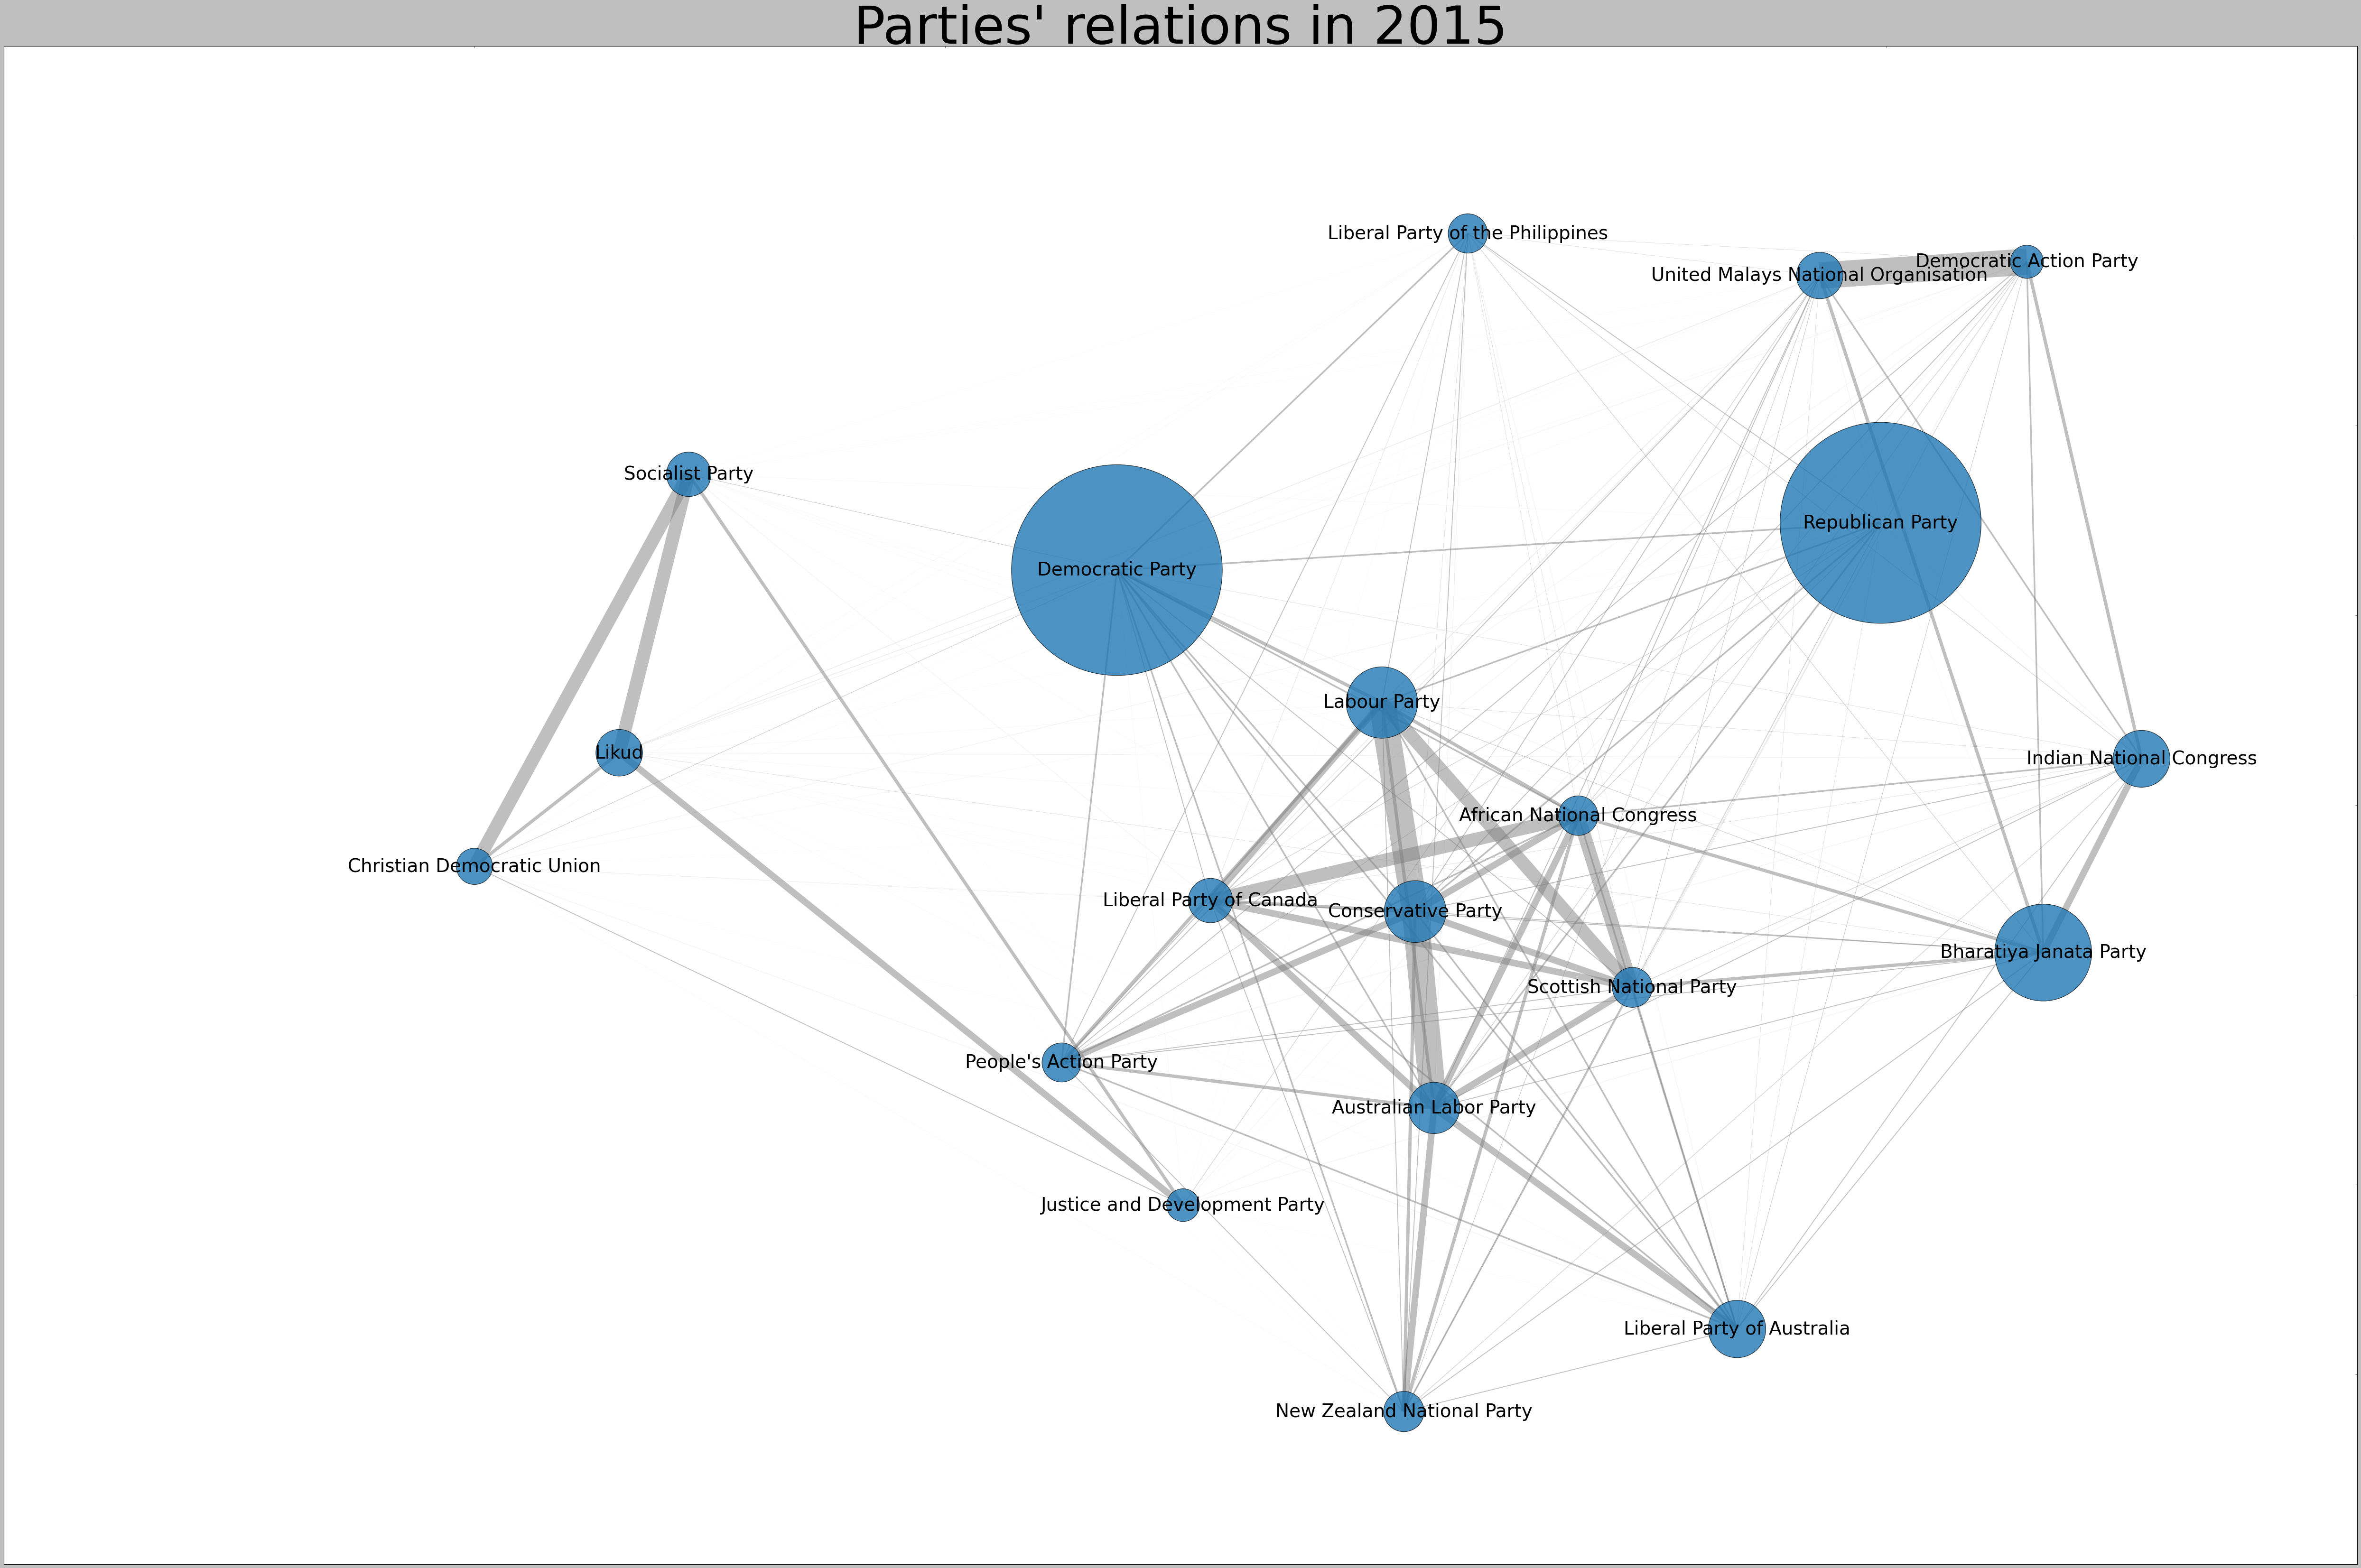 Parties' relations in 2015
Liberal Party of the Philippines
Democratic Action Party
United Malays National Organisation
Socialist Party
Republican Party
Democratic Party
Labour Party
Likud
Indian National Congress
African National Congress
Christian Democratic Union
Liberal Party of Canada
Conservative Party
Bharatiya Janata Party
Scottish National Party
People's Action Party
Australian Labor Party
Justice and Development Party
Liberal Party of Australia
New Zealand National Party